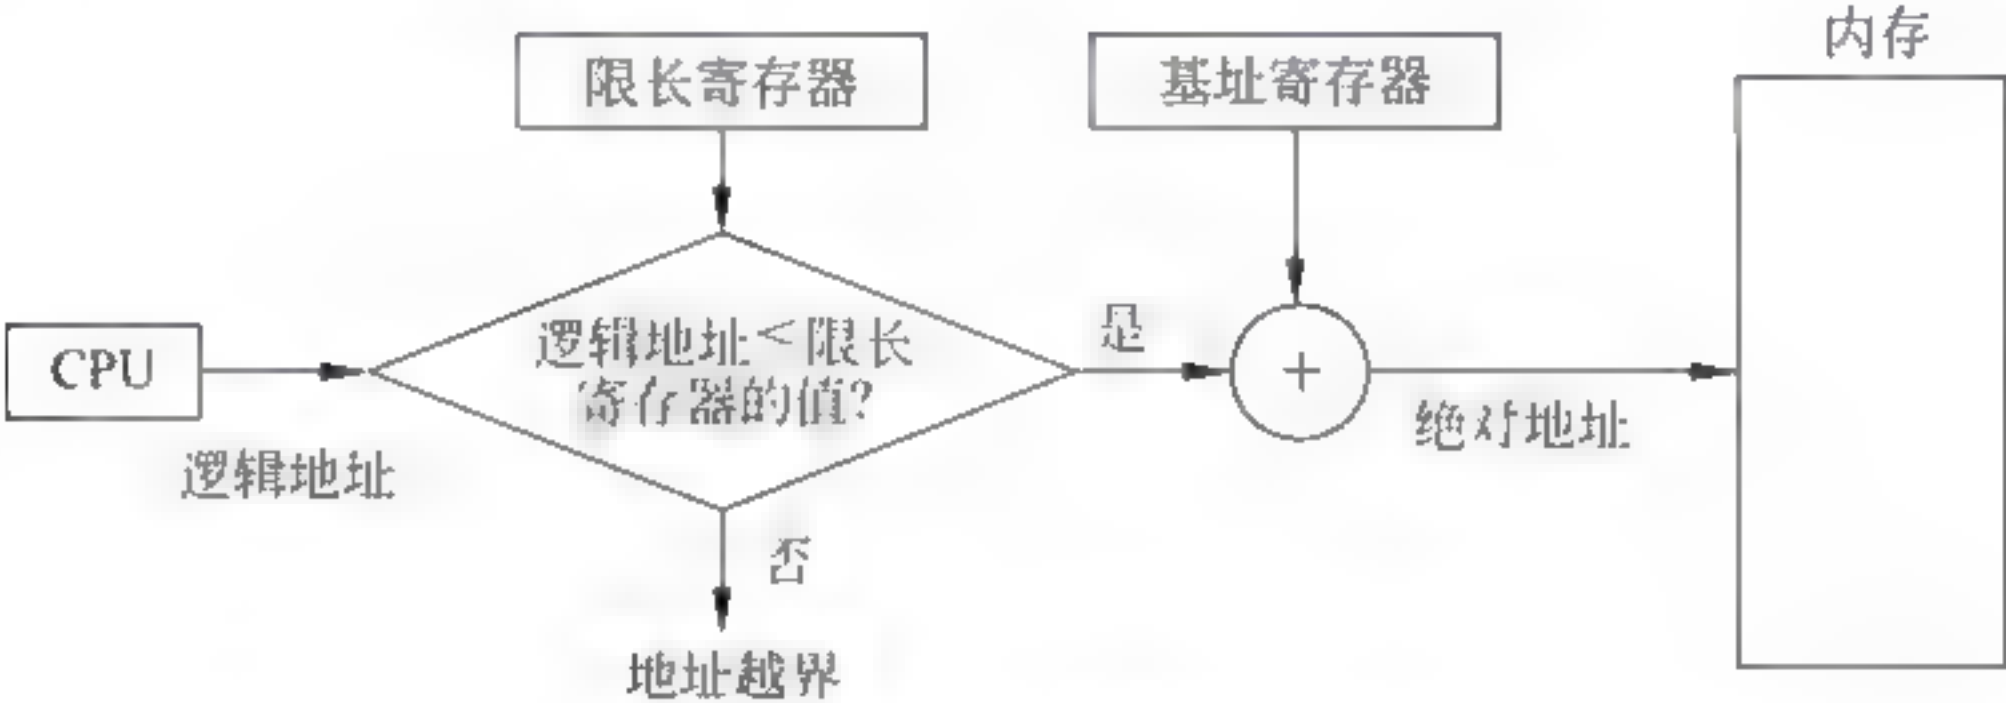 内存
限长寄存器
基址寄存器
CPU
逻辑地址
逻辑地址<限长
寄存器的值?
是
+
绝对地址
否
地址越界